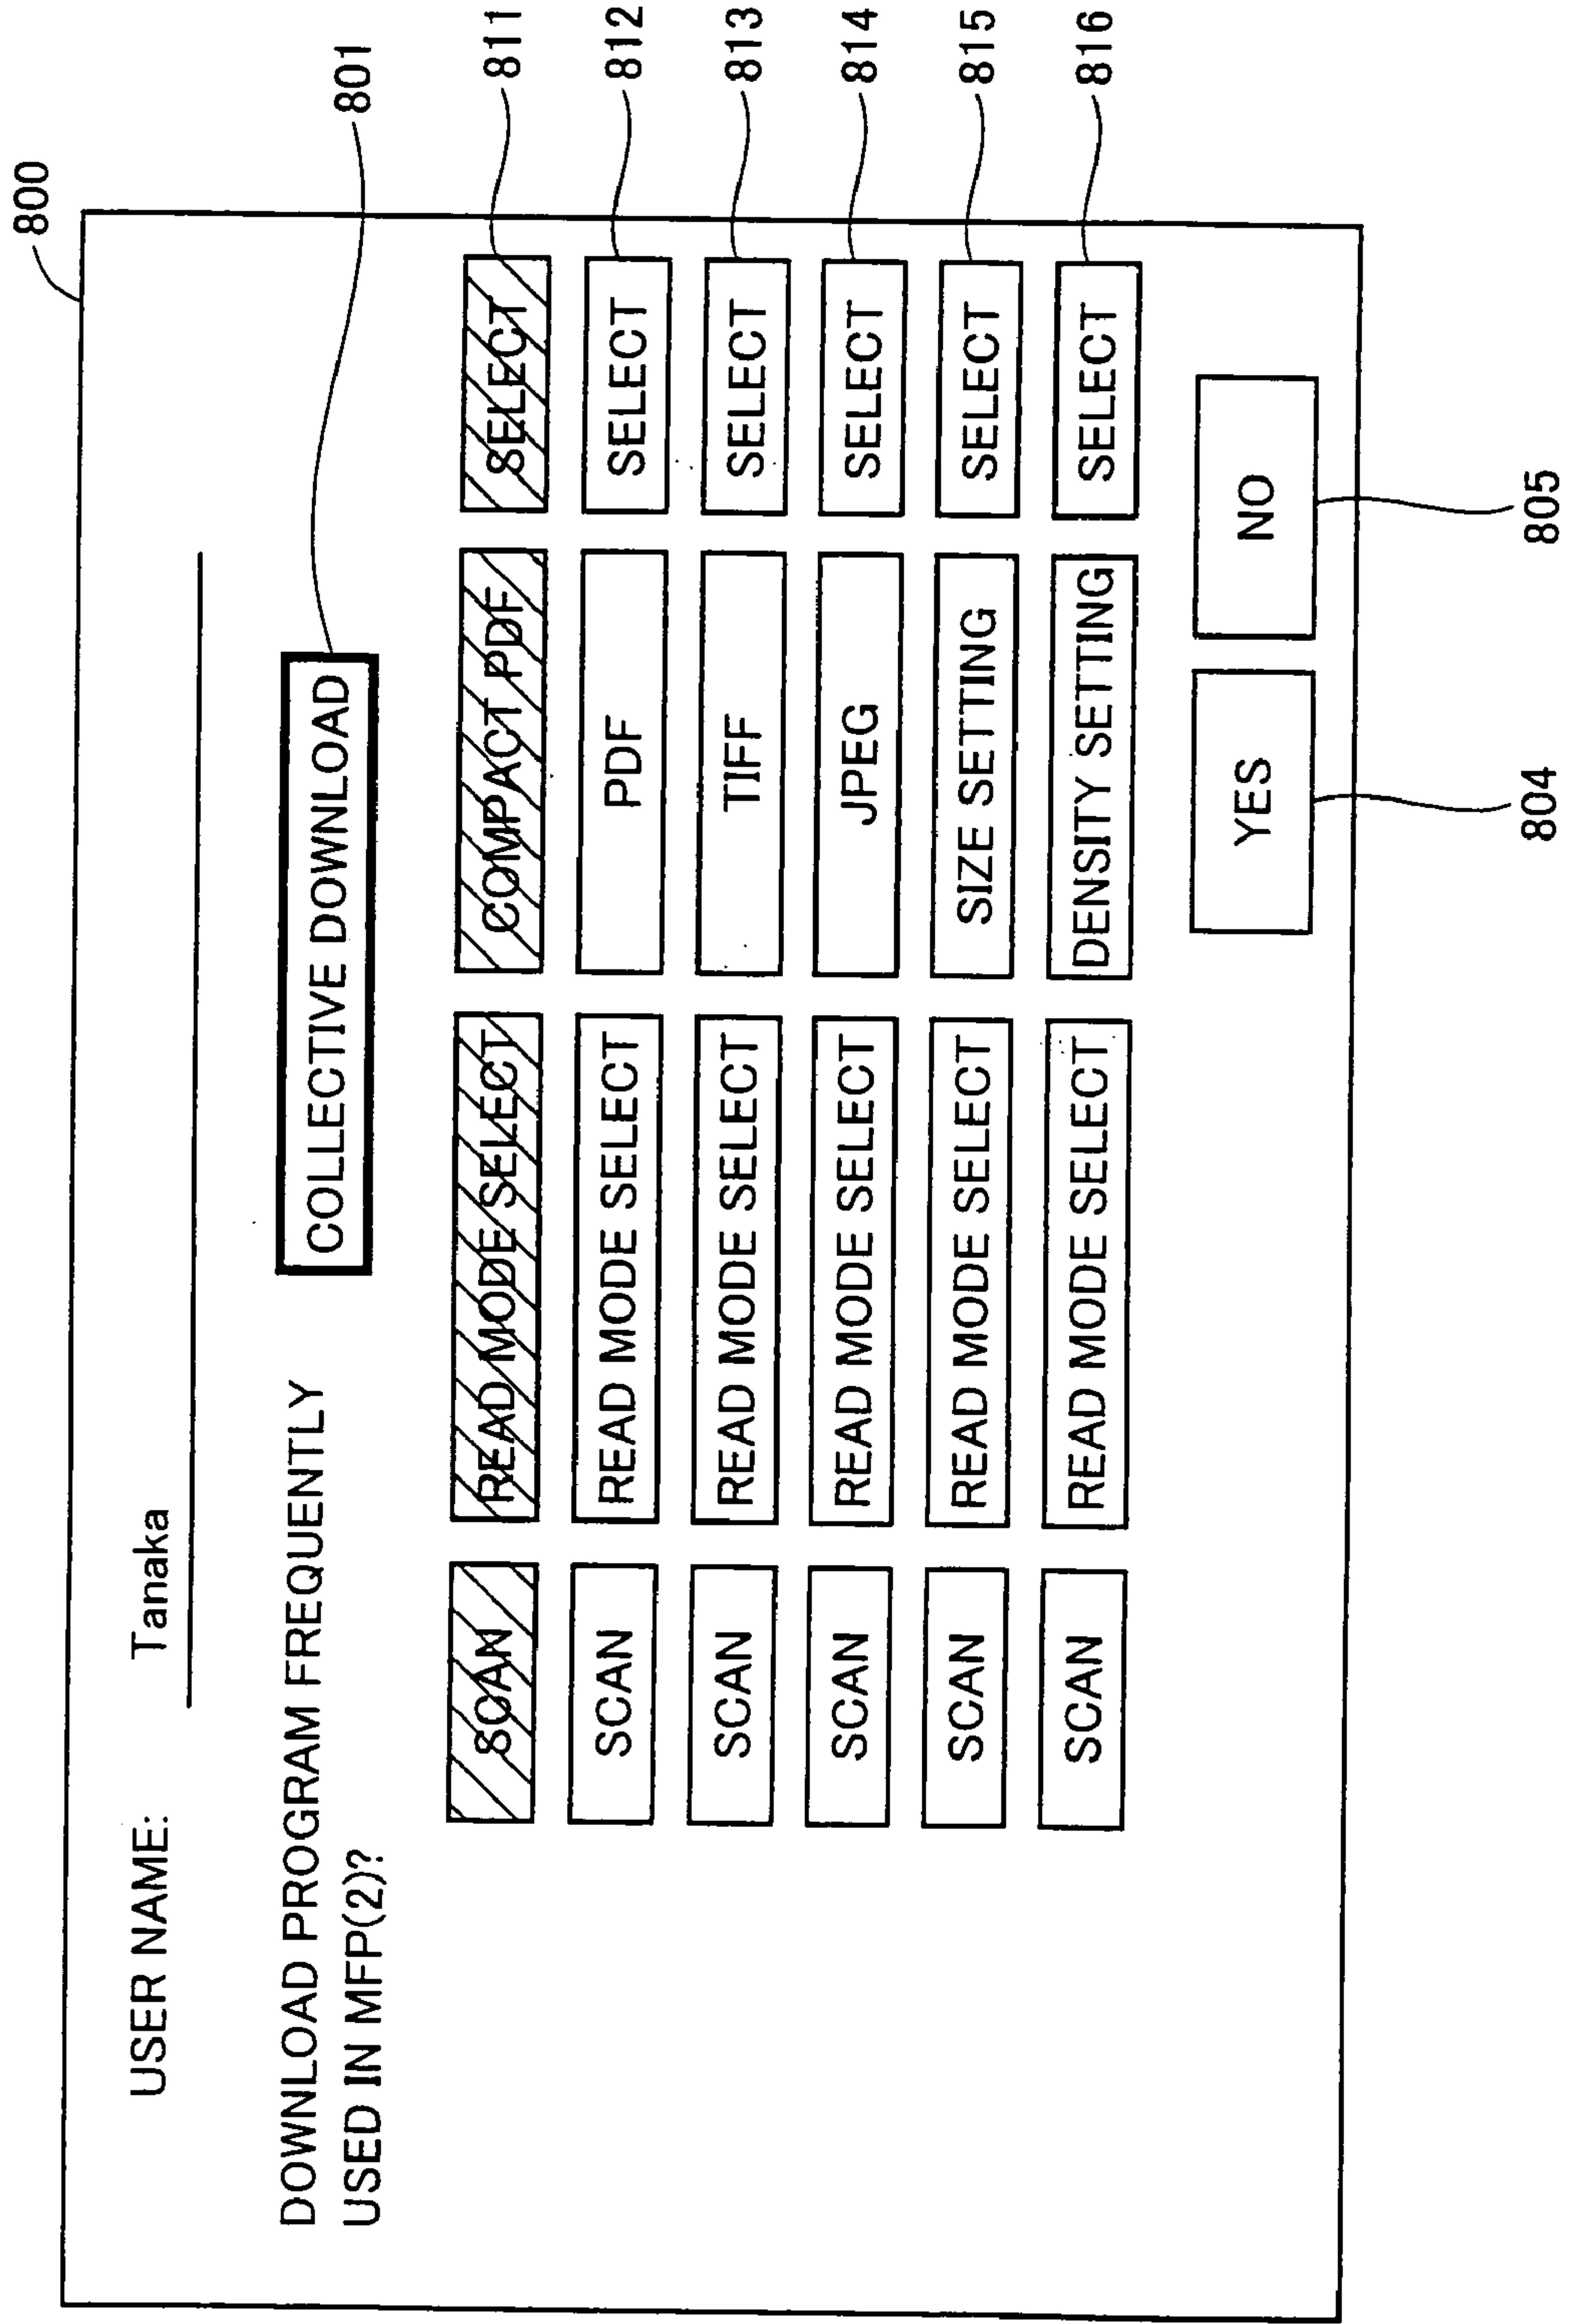 800
USER NAME: Tanaka
801
DOWNLOAD PROGRAM FREQUENTLY
USED IN MFP(2)?
COLLECTIVE DOWNLOAD
SCAN READ MODE SELECT COMPACT PDF SELECT 811
SCAN READ MODE SELECT PDF SELECT 812
SCAN READ MODE SELECT TIFF SELECT 813
SCAN READ MODE SELECT JPEG SELECT 814
SCAN READ MODE SELECT SIZE SETTING SELECT 815
SCAN READ MODE SELECT DENSITY SETTING SELECT 816
YES NO
804 805